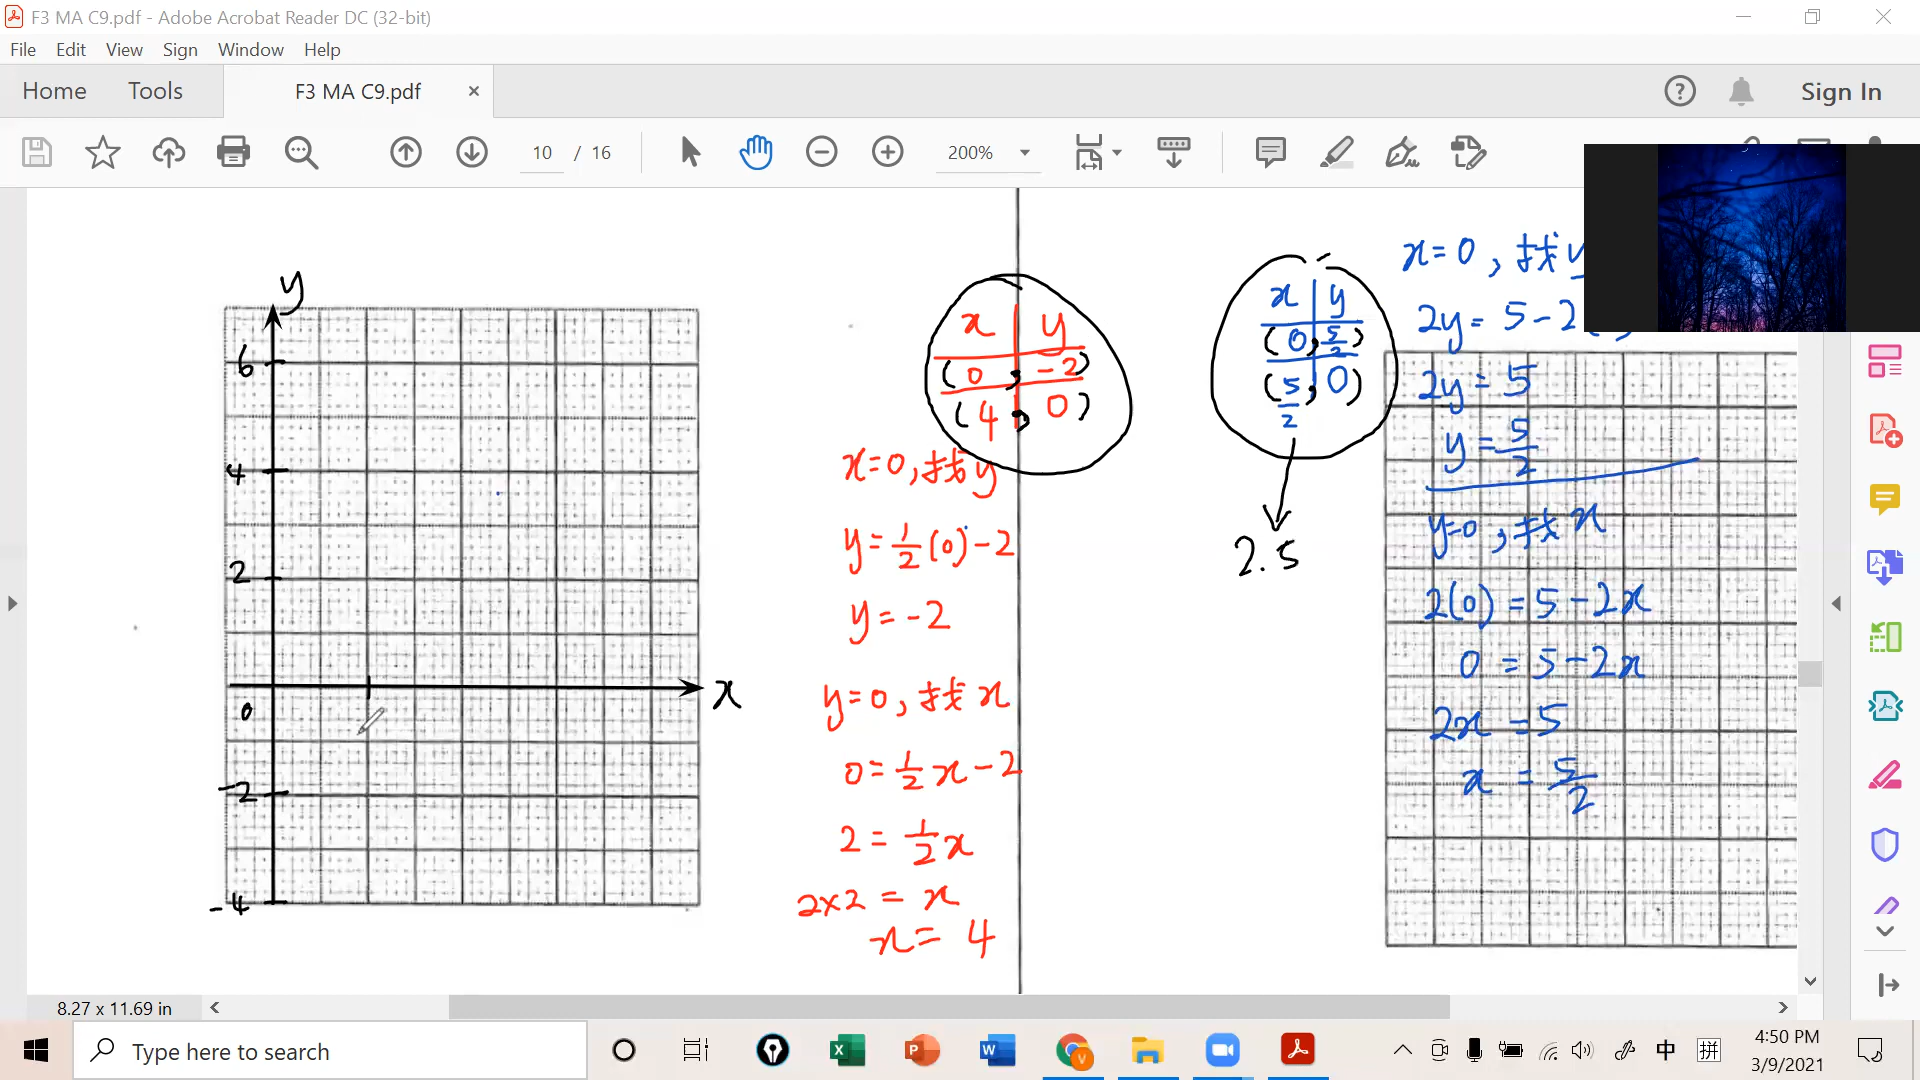 F3 MA C9.pdf - Adobe Acrobat Reader DC (32-bit)
File Edit View Sign Window Help
Home Tools F3 MA C9.pdf × Sign In
10 / 16 200%
y
6
4
2
0
-2
-4
x
x y
(0, -2)
(4, 0)
x=0, 找y
y = 1/2 (0) - 2
y = -2
y=0, 找 x
0 = 1/2 x - 2
2 = 1/2 x
2x2 = x
x = 4
x y
(0, 5/2)
(5/2, 0)
2.5
x=0, 找y
2y = 5-2
2y = 5
y = 5/2
y=0, 找 x
2(0) = 5-2x
0 = 5-2x
2x = 5
x = 5/2
8.27 x 11.69 in
Type here to search
中 拼
4:50 PM
3/9/2021